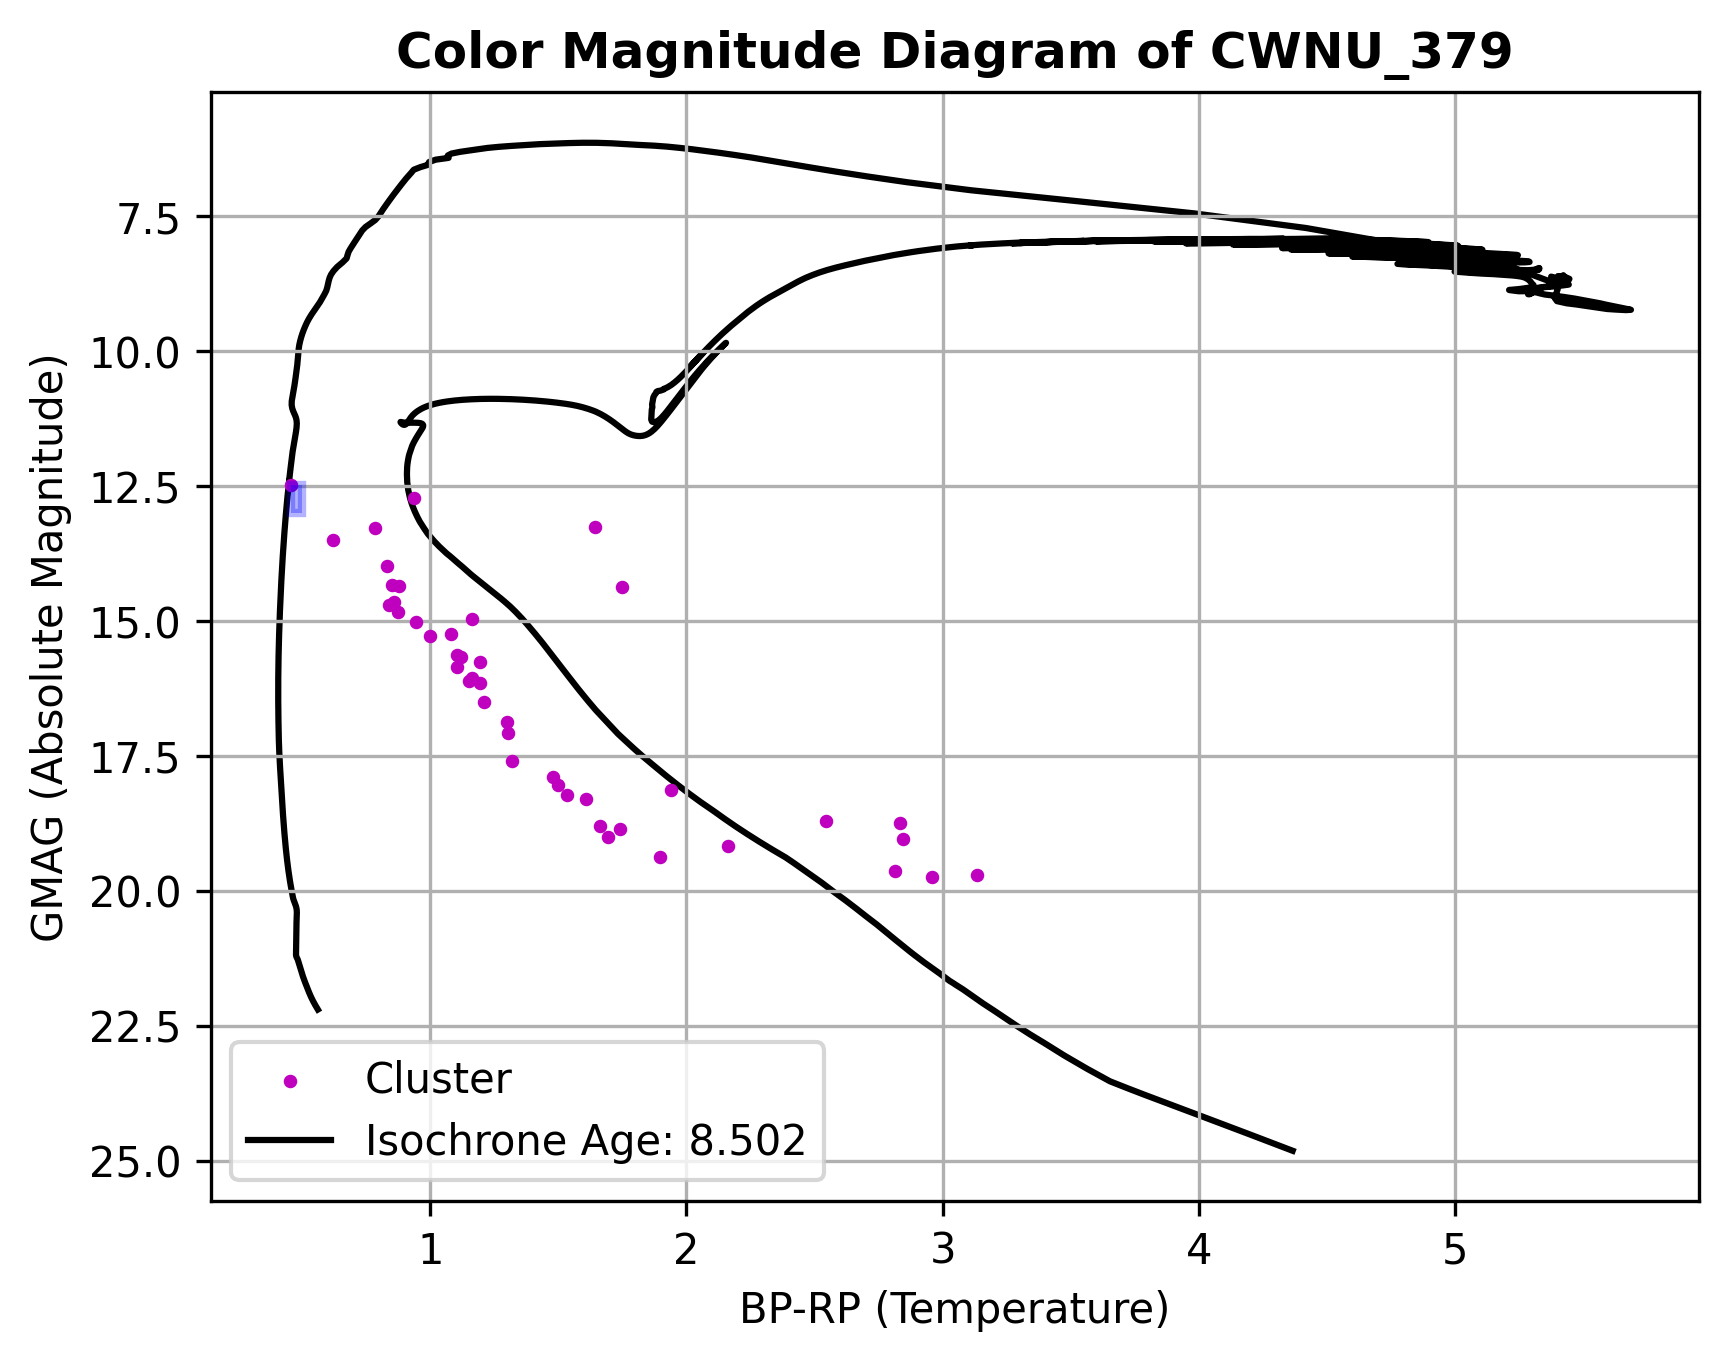 Color Magnitude Diagram of CWNU_379
GMAG (Absolute Magnitude)
7.5
10.0
12.5
15.0
17.5
20.0
22.5
25.0
Cluster
Isochrone Age: 8.502
1 2 3 4 5
BP-RP (Temperature)